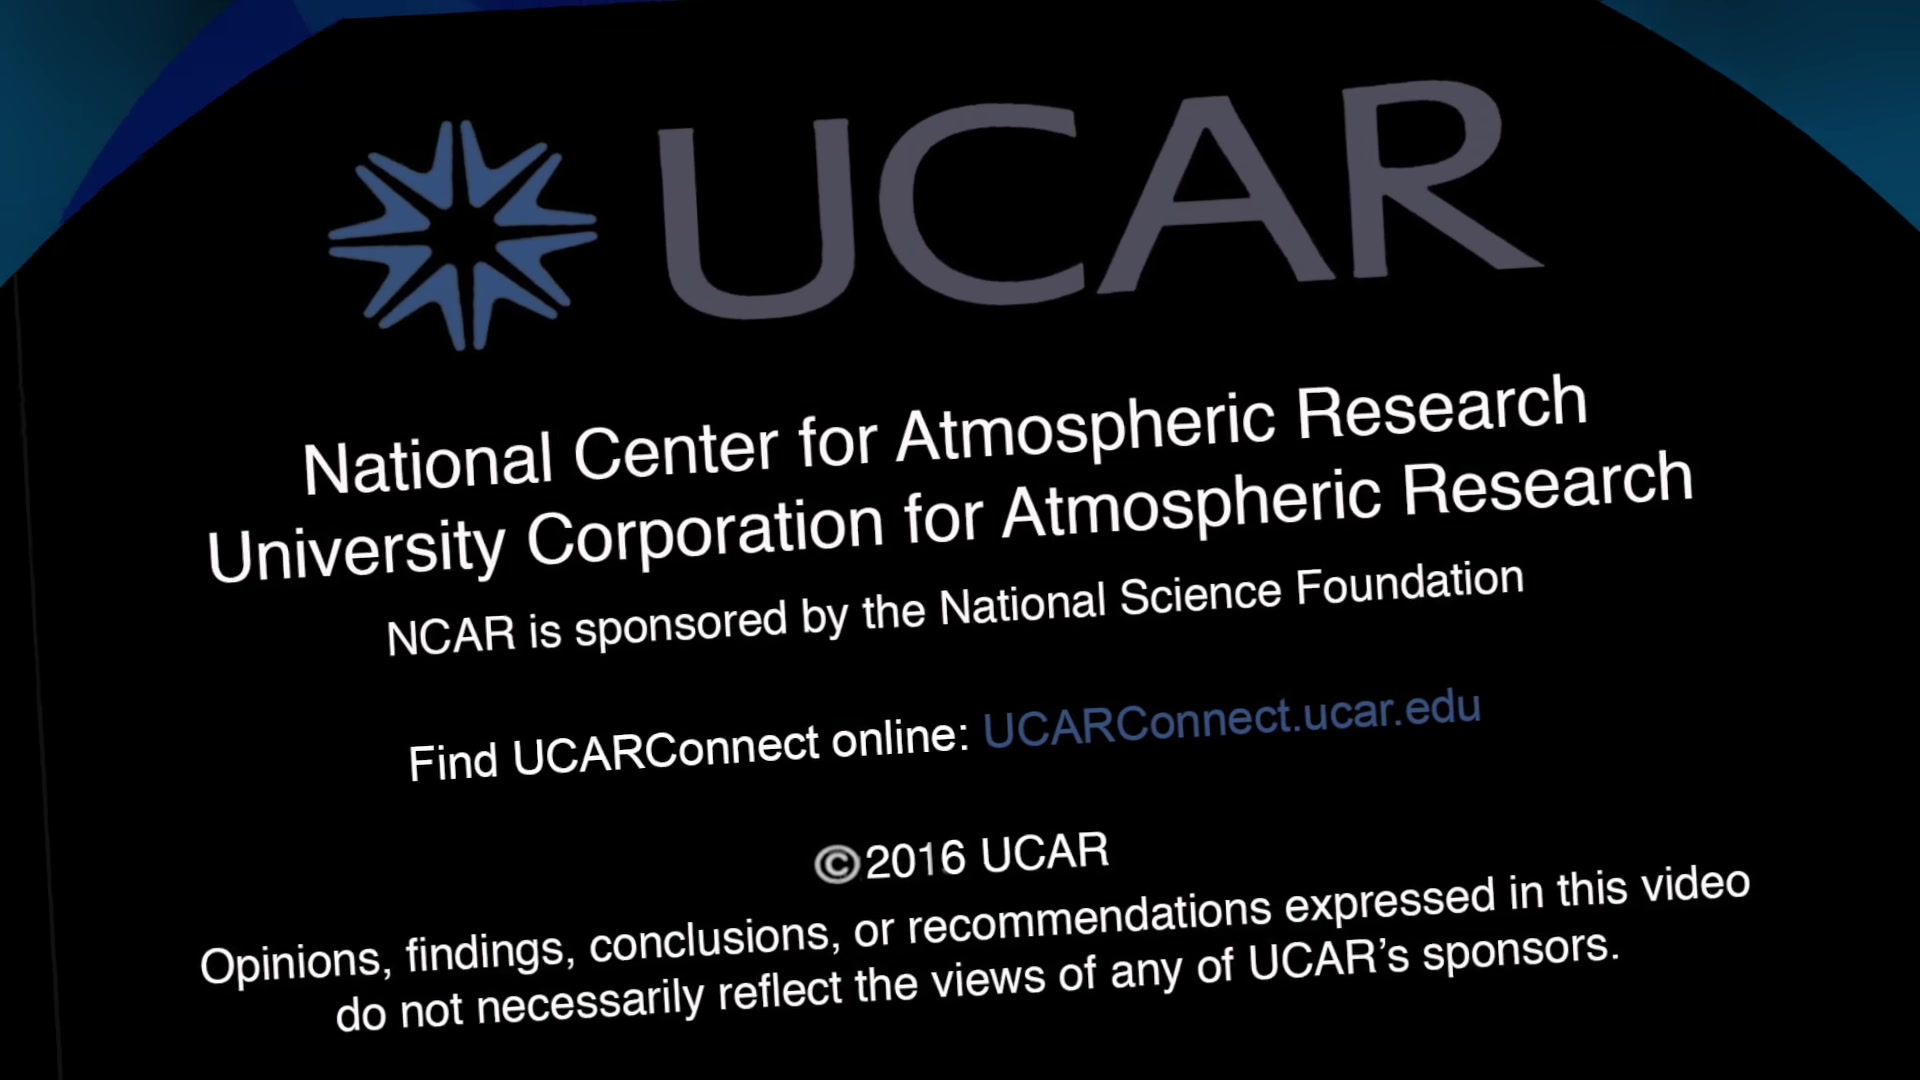 UCAR
National Center for Atmospheric Research
University Corporation for Atmospheric Research
NCAR is sponsored by the National Science Foundation
Find UCARConnect online: UCARConnect.ucar.edu
©2016 UCAR
Opinions, findings, conclusions, or recommendations expressed in this video
do not necessarily reflect the views of any of UCAR’s sponsors.